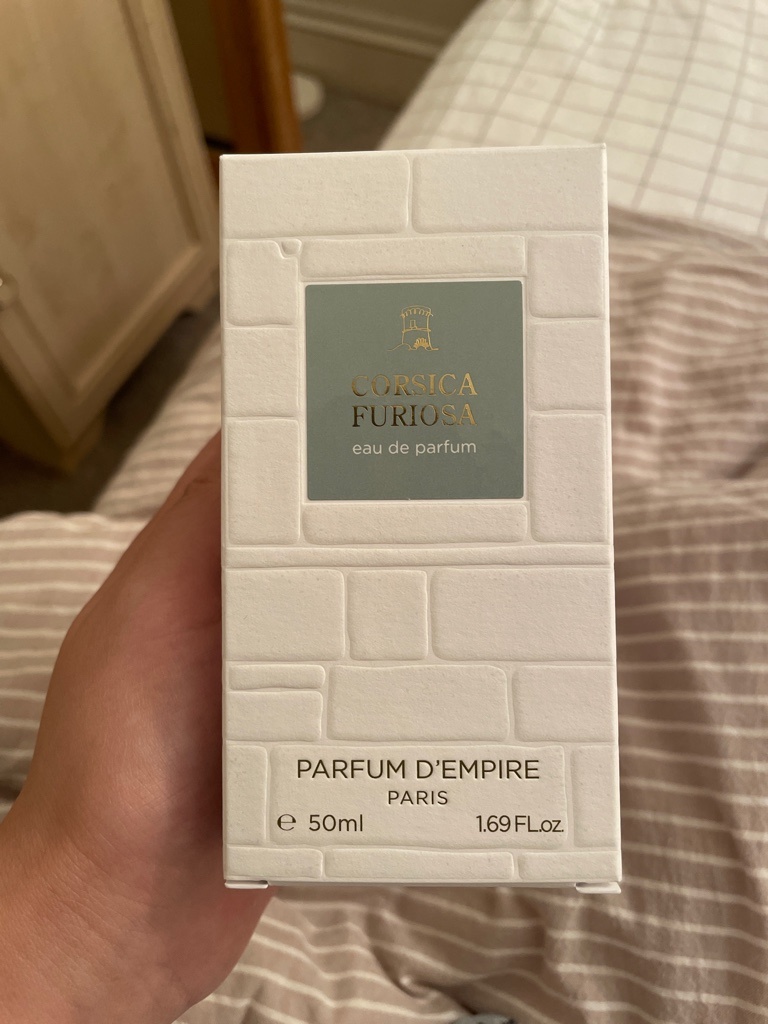 CORSICA
FURIOSA
eau de parfum
PARFUM D'EMPIRE
PARIS
℮ 50ml 1.69 FL.oz.